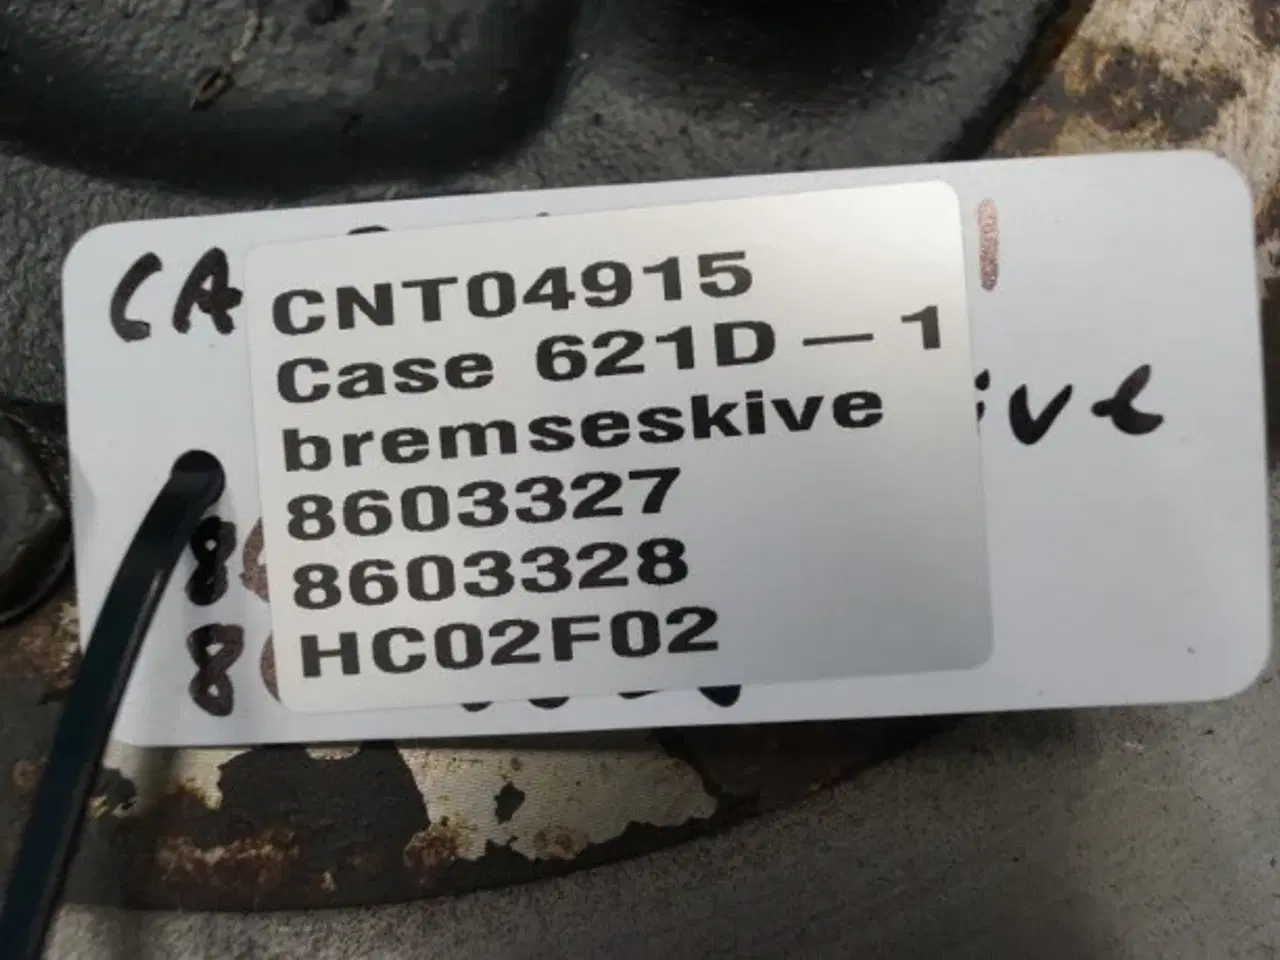 CNT04915
Case 621D – 1
bremseskive
8603327
8603328
HC02F02